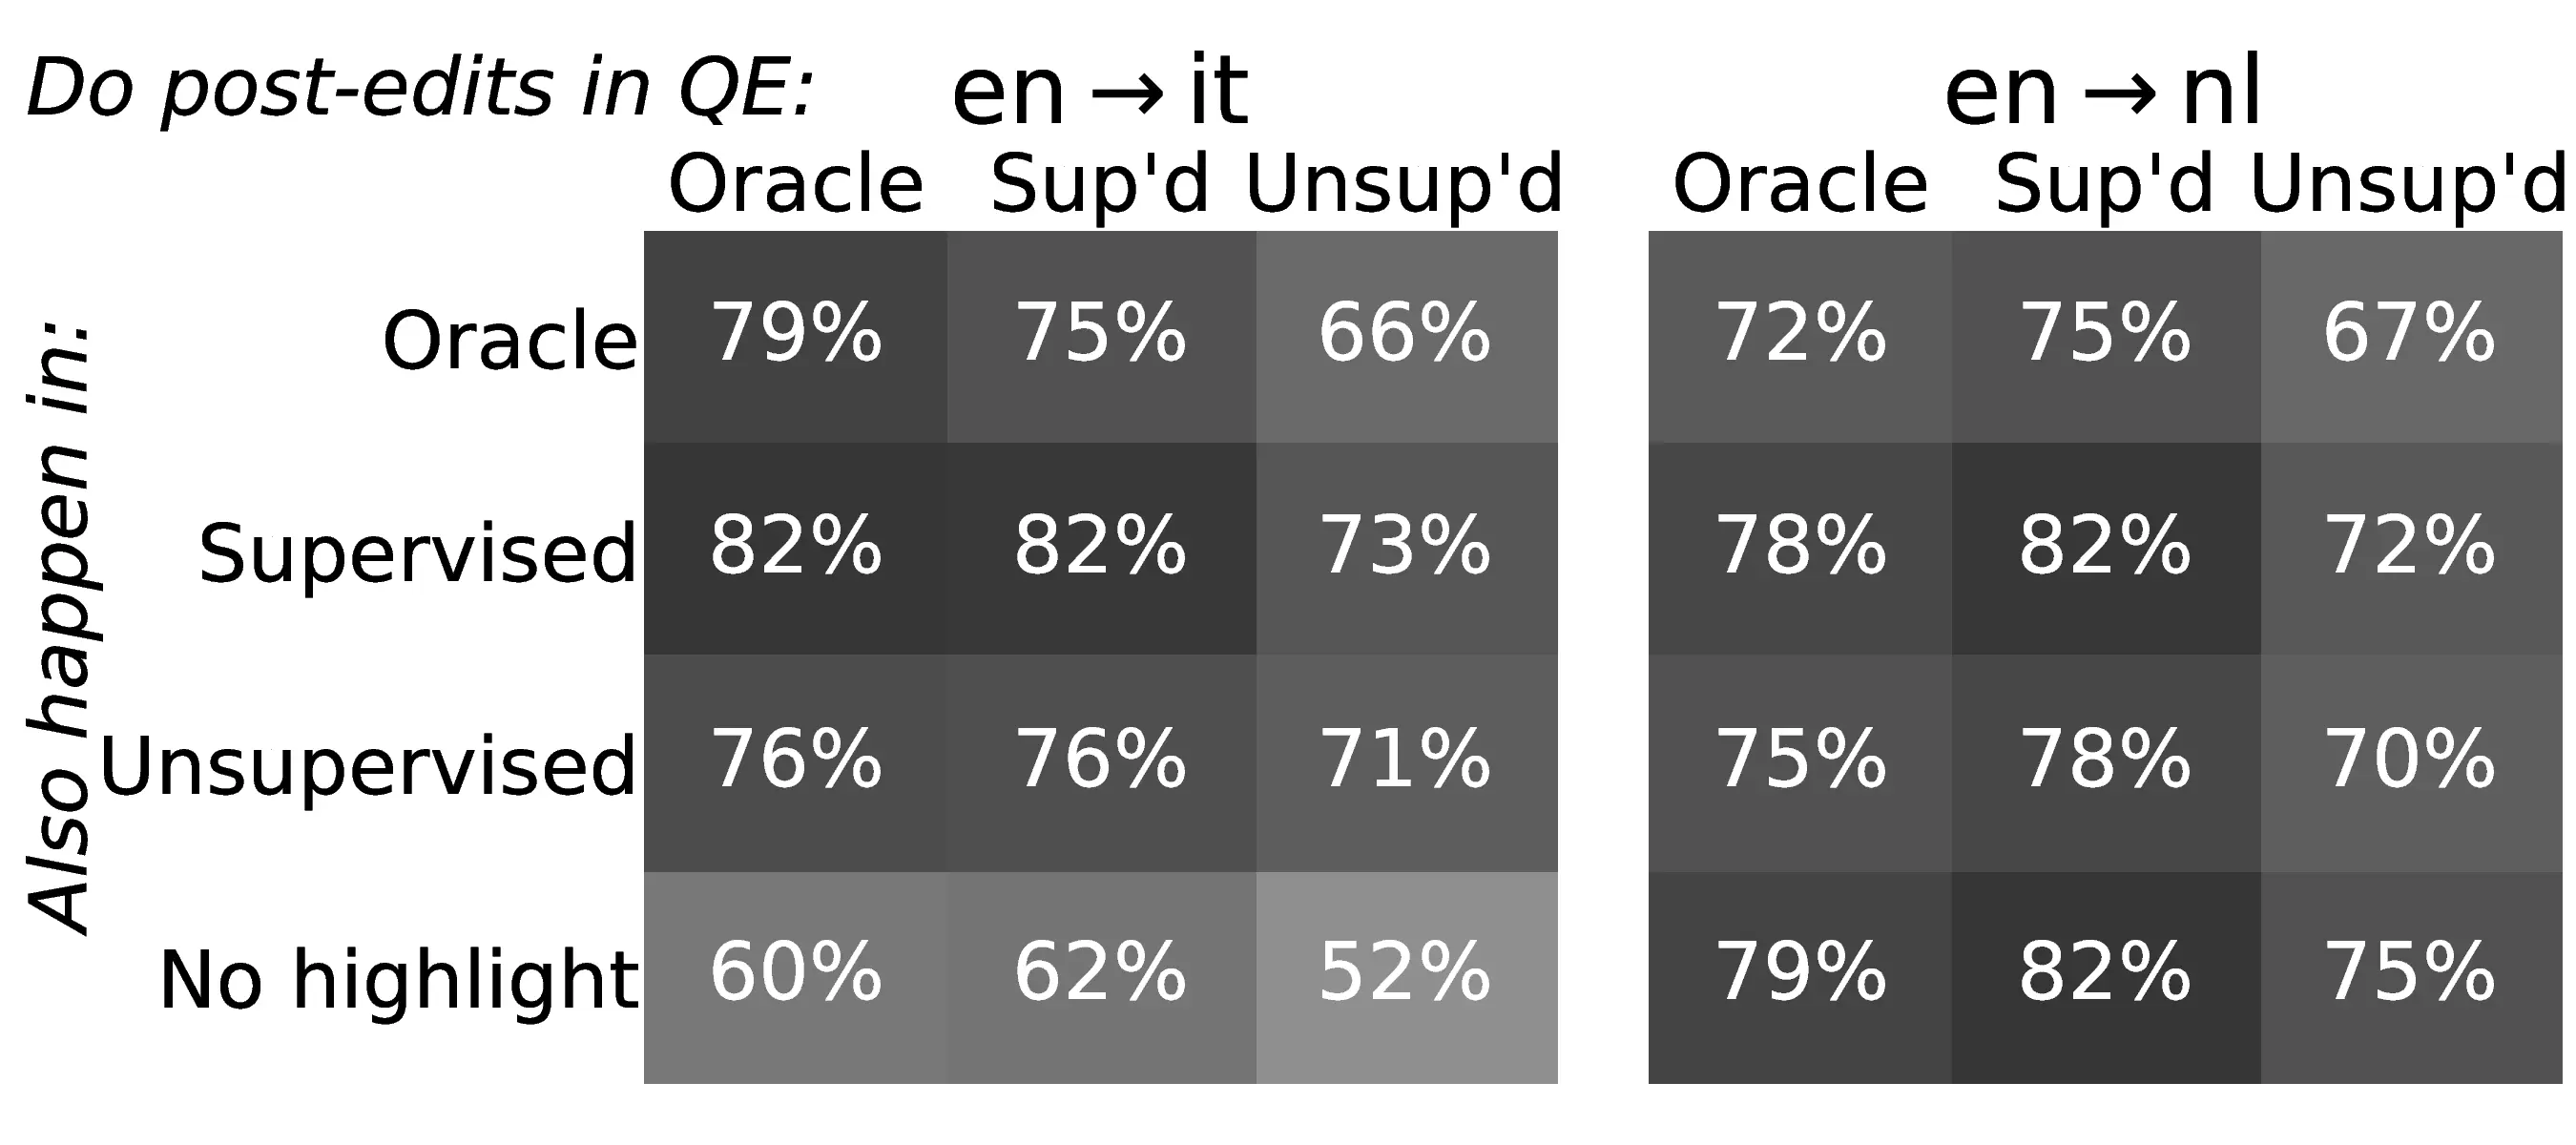 Do post-edits in QE: en → it en → nl
Oracle Sup'd Unsup'd Oracle Sup'd Unsup'd
Also happen in:
Oracle 79% 75% 66% 72% 75% 67%
Supervised 82% 82% 73% 78% 82% 72%
Unsupervised 76% 76% 71% 75% 78% 70%
No highlight 60% 62% 52% 79% 82% 75%